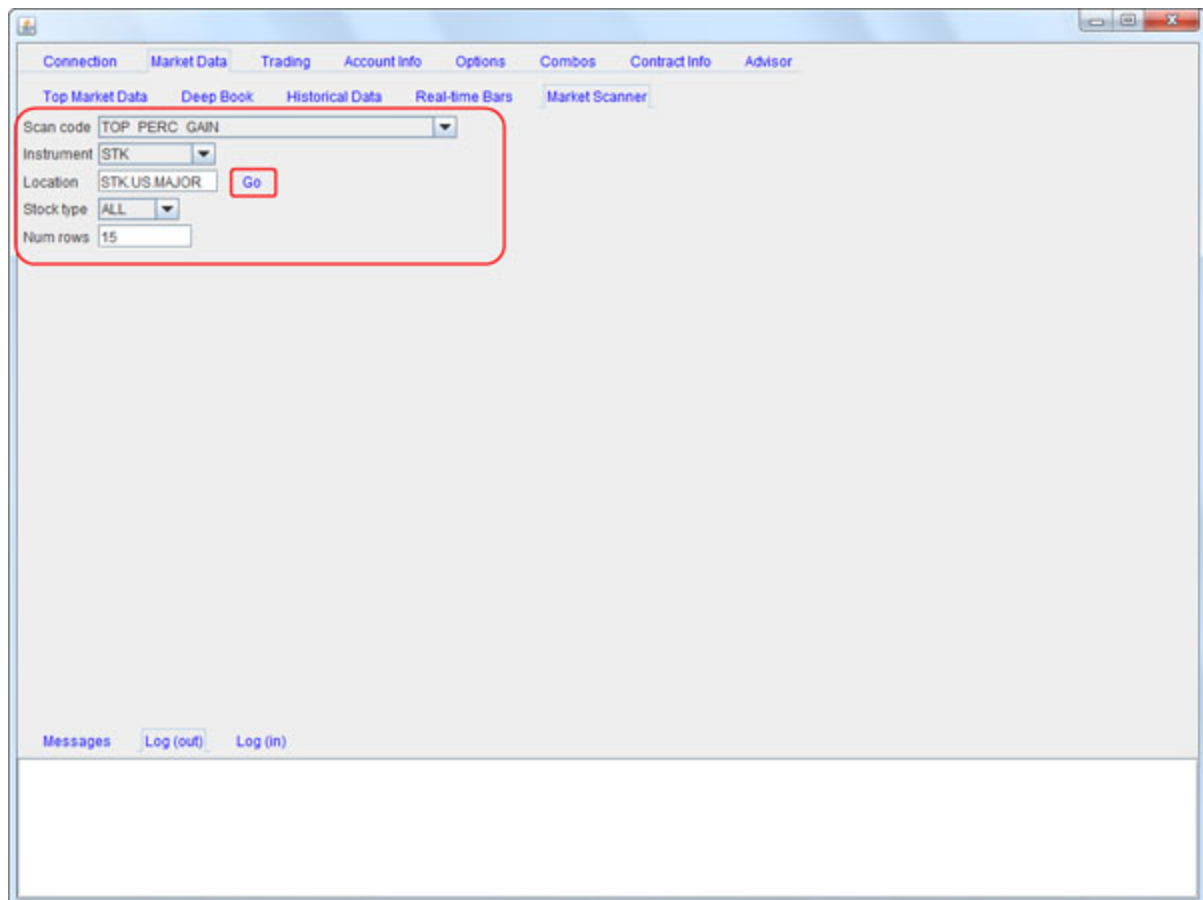 Connection Market Data Trading Account Info Options Combos Contract Info Advisor
Top Market Data Deep Book Historical Data Real-time Bars Market Scanner
Scan code TOP_PERC_GAIN
Instrument STK
Location STK.US.MAJOR Go
Stock type ALL
Num rows 15
Messages Log (out) Log (in)